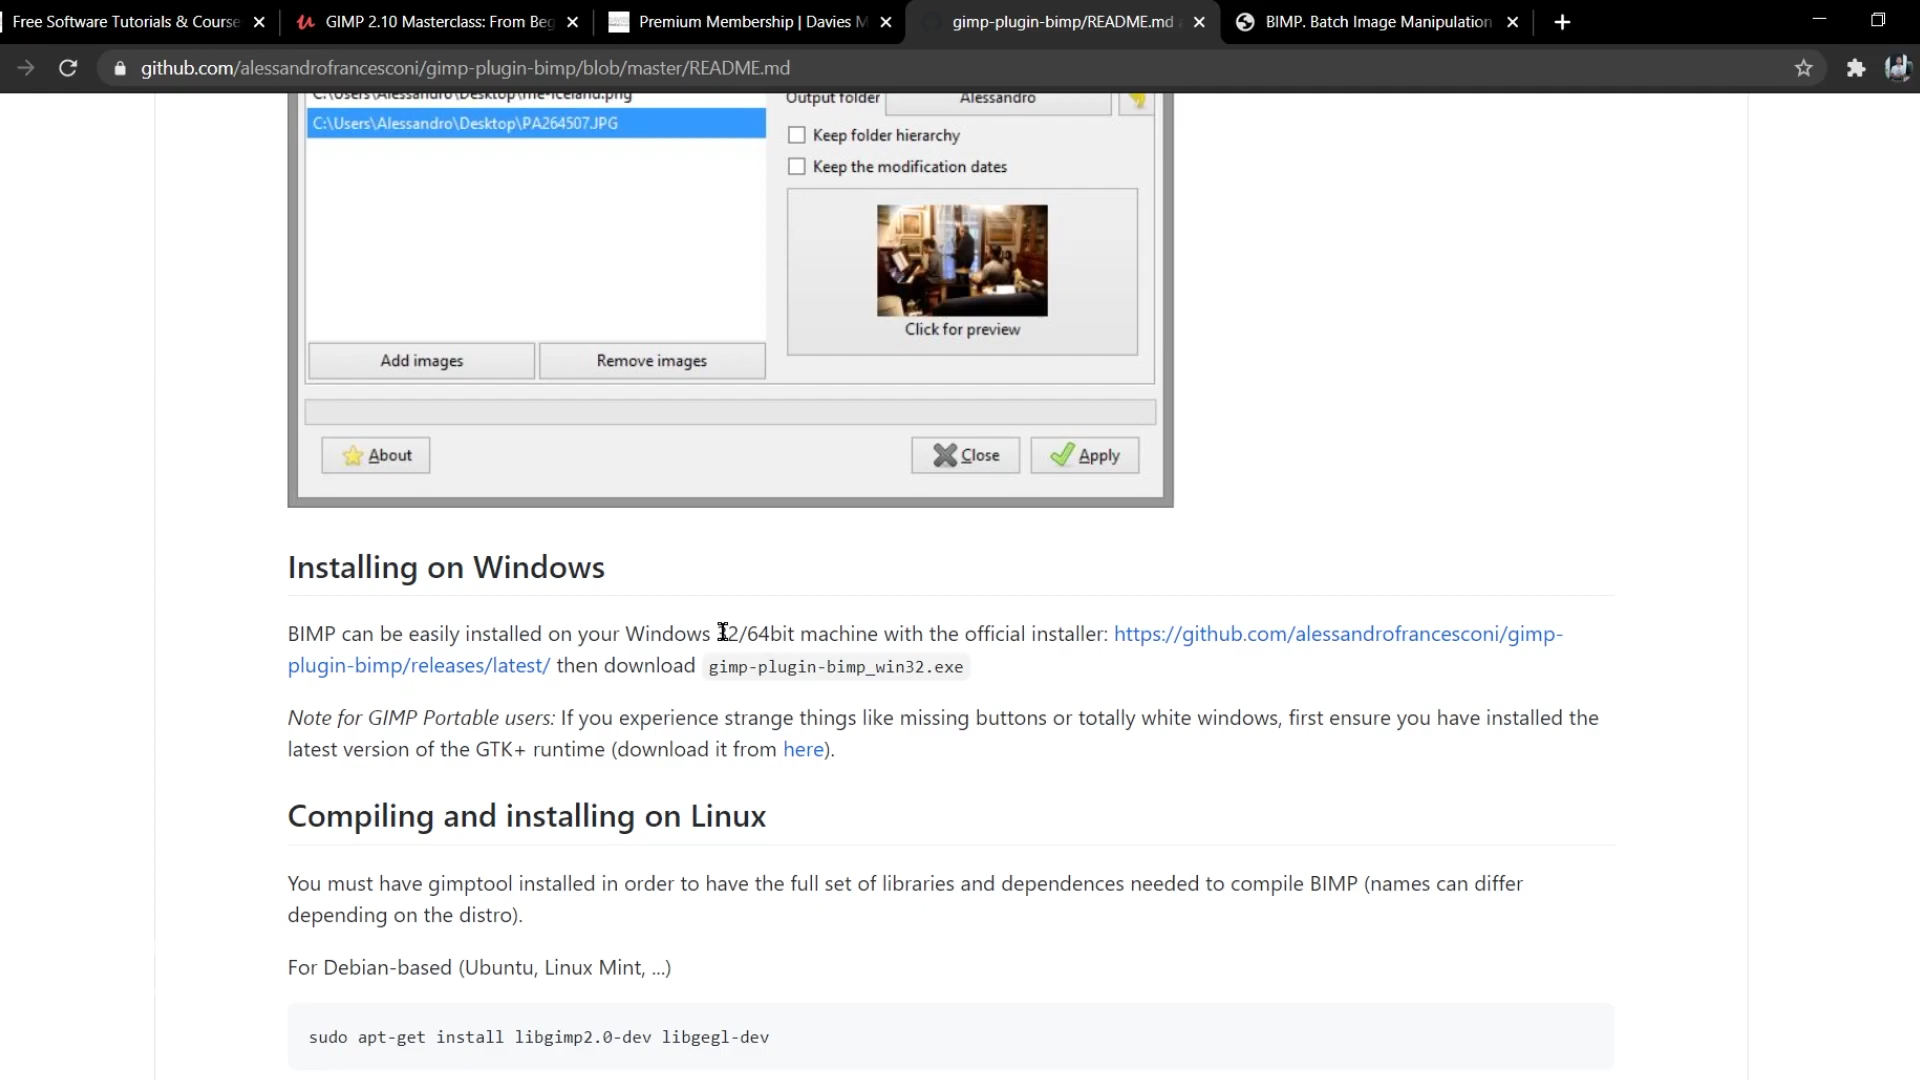 Free Software Tutorials & Course
GIMP 2.10 Masterclass: From Beg
Premium Membership | Davies M
gimp-plugin-bimp/README.md
BIMP. Batch Image Manipulation
github.com/alessandrofrancesconi/gimp-plugin-bimp/blob/master/README.md
C:\Users\Alessandro\Desktop\me-iceland.png
Output folder
Alessandro
C:\Users\Alessandro\Desktop\PA264507.JPG
Keep folder hierarchy
Keep the modification dates
Click for preview
Add images
Remove images
About
Close
Apply
Installing on Windows
BIMP can be easily installed on your Windows 32/64bit machine with the official installer: https://github.com/alessandrofrancesconi/gimp-
plugin-bimp/releases/latest/ then download gimp-plugin-bimp_win32.exe
Note for GIMP Portable users: If you experience strange things like missing buttons or totally white windows, first ensure you have installed the
latest version of the GTK+ runtime (download it from here).
Compiling and installing on Linux
You must have gimptool installed in order to have the full set of libraries and dependences needed to compile BIMP (names can differ
depending on the distro).
For Debian-based (Ubuntu, Linux Mint, ...)
sudo apt-get install libgimp2.0-dev libgegl-dev